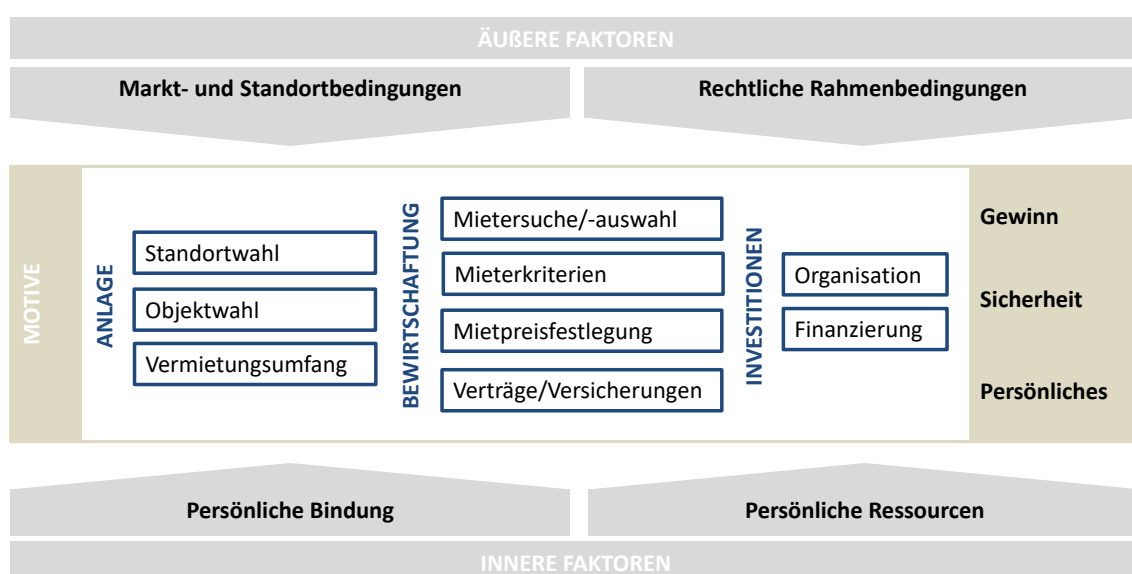 ÄUßERE FAKTOREN
Markt- und Standortbedingungen
Rechtliche Rahmenbedingungen
MOTIVE
ANLAGE
Standortwahl
Objektwahl
Vermietungsumfang
BEWIRTSCHAFTUNG
Mietersuche/-auswahl
Mieterkriterien
Mietpreisfestlegung
Verträge/Versicherungen
INVESTITIONEN
Organisation
Finanzierung
Gewinn
Sicherheit
Persönliches
Persönliche Bindung
Persönliche Ressourcen
INNERE FAKTOREN